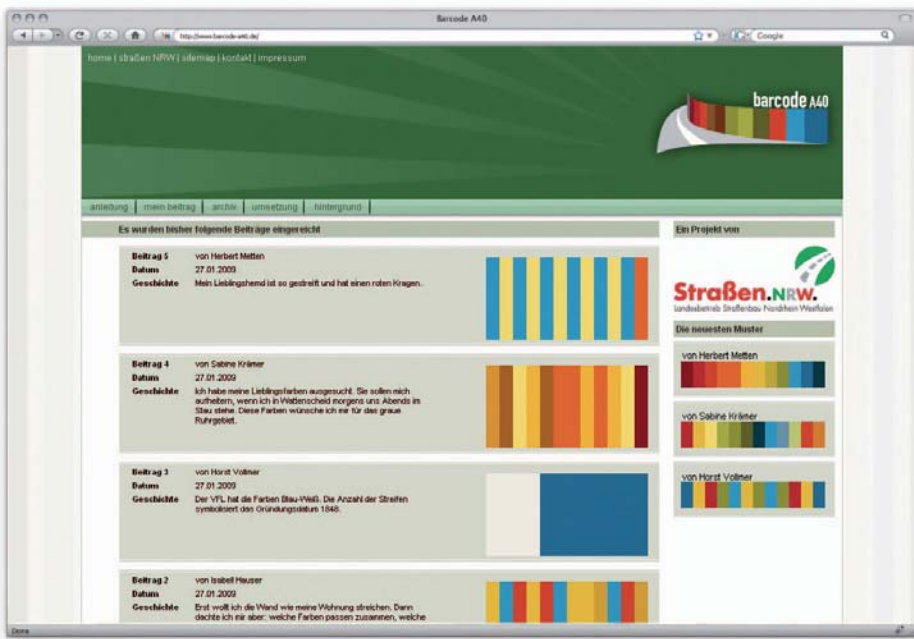 Barcode A40
http://www.barcode-a40.de/
Google
home | straßen NRW | sitemap | kontakt | impressum
barcode A40
anleitung | mein beitrag | archiv | umsetzung | hintergrund |
Es wurden bisher folgende Beiträge eingereicht
Beitrag 5 von Herbert Metten
Datum 27.01.2009
Geschichte Mein Lieblingshemd ist so gestreift und hat einen roten Kragen.
Beitrag 4 von Sabine Krämer
Datum 27.01.2009
Geschichte Ich habe meine Lieblingsfarben ausgesucht. Sie sollen mich
aufheitern, wenn ich in Wattenscheid morgens uns Abends im
Stau stehe. Diese Farben wünsche ich mir für das graue
Ruhrgebiet.
Beitrag 3 von Horst Vollmer
Datum 27.01.2009
Geschichte Der VFL hat die Farben Blau-Weiß. Die Anzahl der Streifen
symbolisiert das Gründungsdatum 1848.
Beitrag 2 von Isabell Hauser
Datum 27.01.2009
Geschichte Erst wollt ich die Wand wie meine Wohnung streichen. Dann
dachte ich mir aber: welche Farben passen zusammen, welche
Ein Projekt von
Straßen.NRW.
Landesbetrieb Straßenbau Nordrhein Westfalen
Die neuesten Muster
von Herbert Metten
von Sabine Krämer
von Horst Vollmer
Done